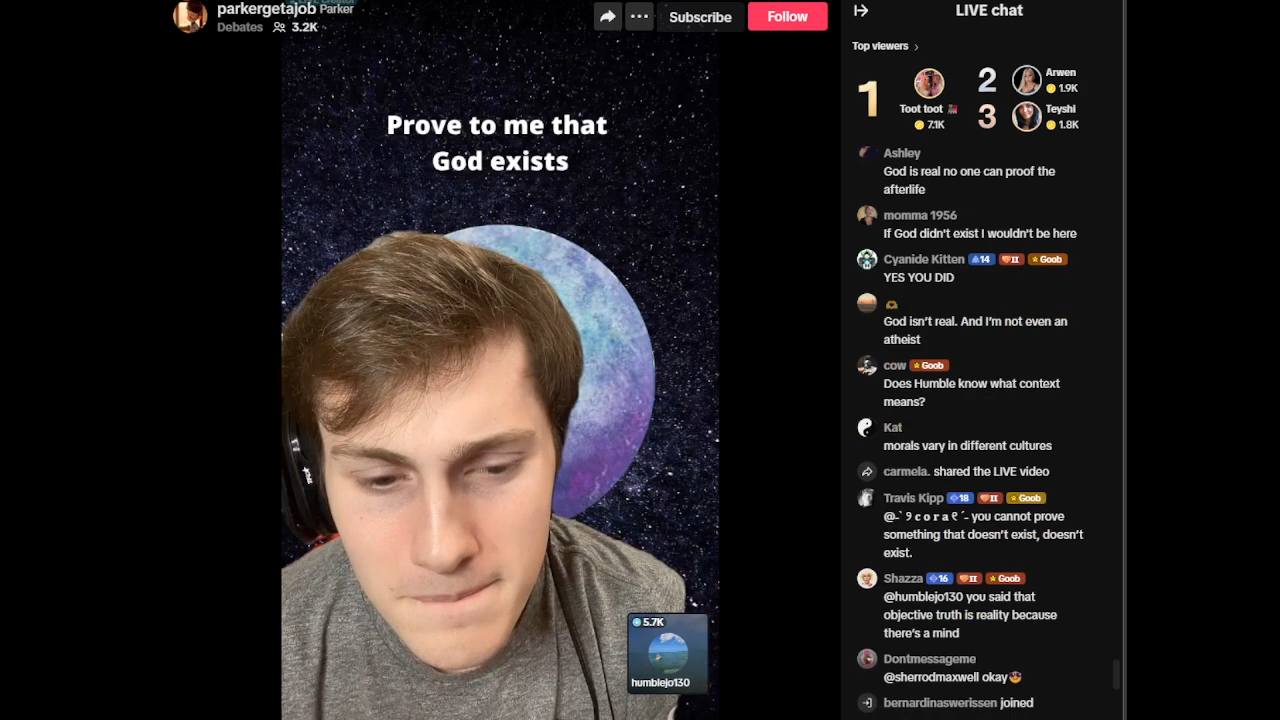 parkergetajob Parker
Debates 3.2K
Subscribe
Follow
LIVE chat
Top viewers
1
Toot toot
7.1K
2
Arwen
1.9K
3
Teyshi
1.8K
Prove to me that
God exists
5.7K
humblejo130
Ashley
God is real no one can proof the
afterlife
momma 1956
If God didn't exist I wouldn't be here
Cyanide Kitten 14 II Goob
YES YOU DID
God isn't real. And I'm not even an
atheist
cow Goob
Does Humble know what context
means?
Kat
morals vary in different cultures
carmela. shared the LIVE video
Travis Kipp 18 II Goob
@-` ୨ 𝐜 𝐨 𝐫 𝐚 ୧ ´- you cannot prove
something that doesn't exist, doesn't
exist.
Shazza 16 II Goob
@humblejo130 you said that
objective truth is reality because
there's a mind
Dontmessageme
@sherrodmaxwell okay
bernardinaswerissen joined